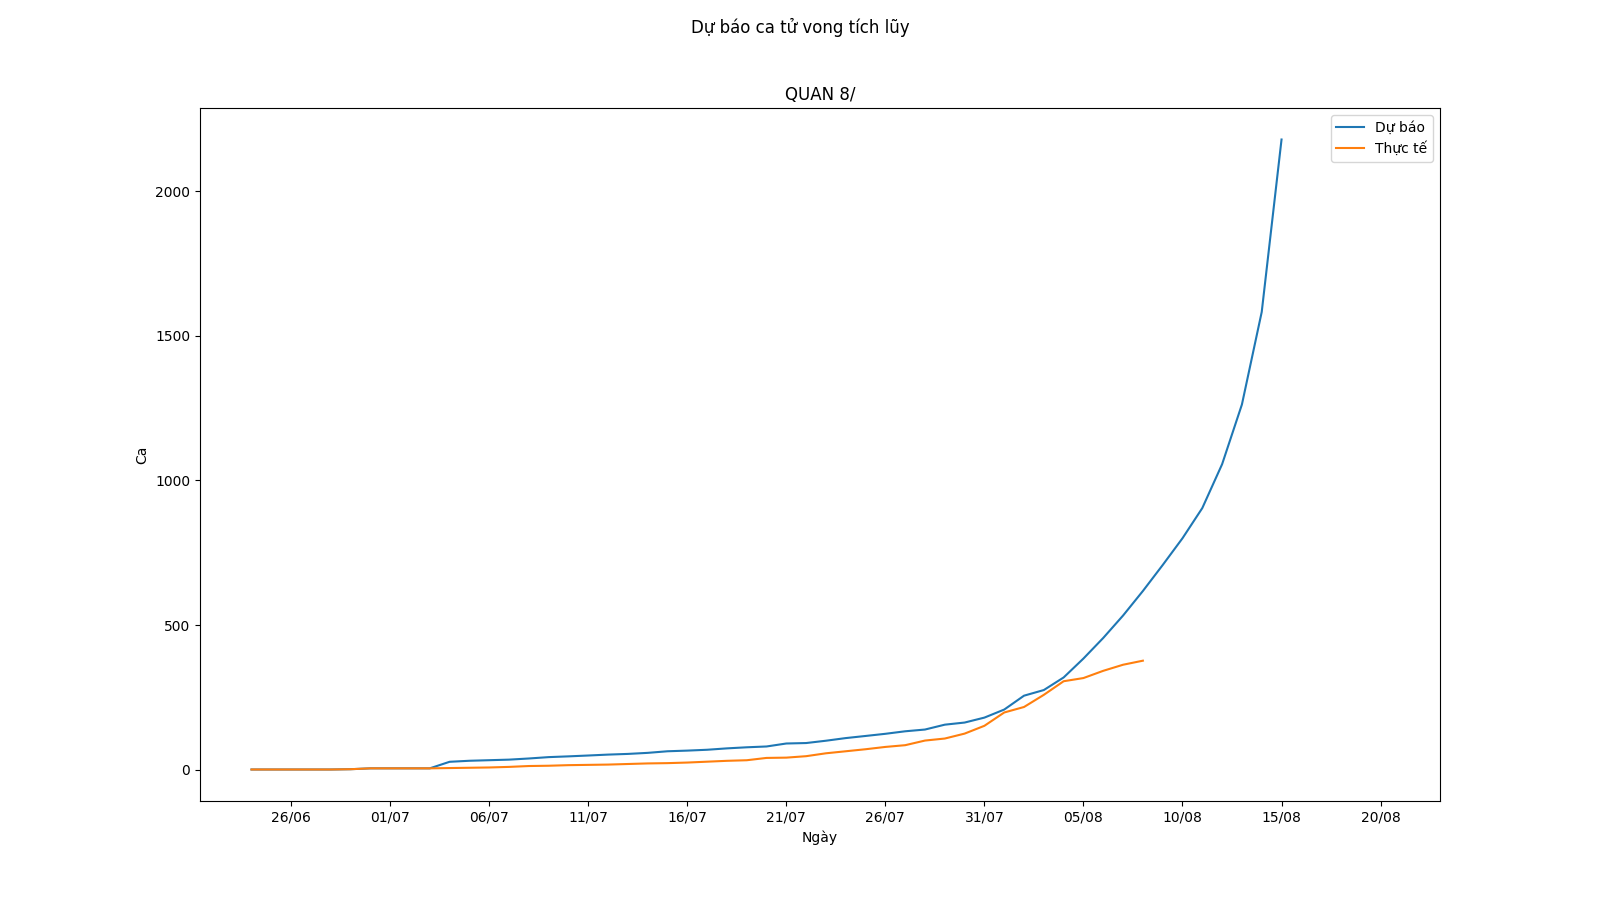 Dự báo ca tử vong tích lũy
QUAN 8/
Dự báo
Thực tế
2000
1500
1000
500
0
Ca
26/06
01/07
06/07
11/07
16/07
21/07
26/07
31/07
05/08
10/08
15/08
20/08
Ngày